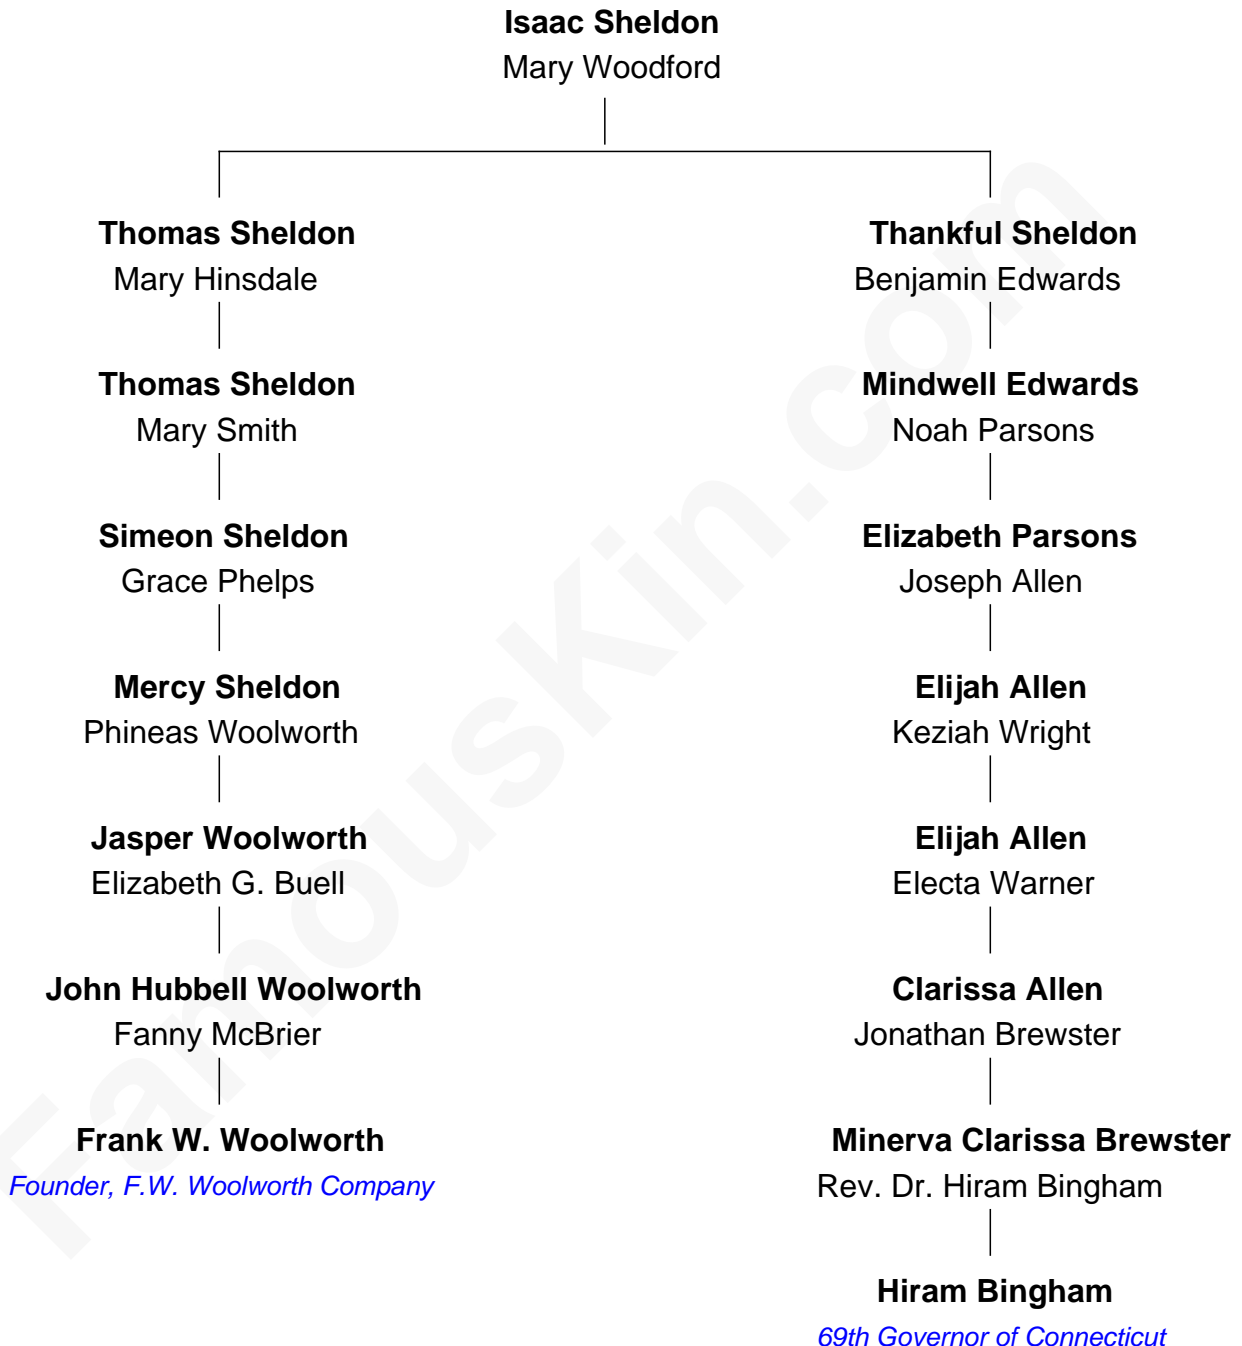 Isaac Sheldon
Mary Woodford
Thomas Sheldon
Mary Hinsdale
Thankful Sheldon
Benjamin Edwards
Thomas Sheldon
Mary Smith
Mindwell Edwards
Noah Parsons
Simeon Sheldon
Grace Phelps
Elizabeth Parsons
Joseph Allen
Mercy Sheldon
Phineas Woolworth
Elijah Allen
Keziah Wright
Jasper Woolworth
Elizabeth G. Buell
Elijah Allen
Electa Warner
John Hubbell Woolworth
Fanny McBrier
Clarissa Allen
Jonathan Brewster
Frank W. Woolworth
Founder, F.W. Woolworth Company
Minerva Clarissa Brewster
Rev. Dr. Hiram Bingham
Hiram Bingham
69th Governor of Connecticut
FamousKin.com